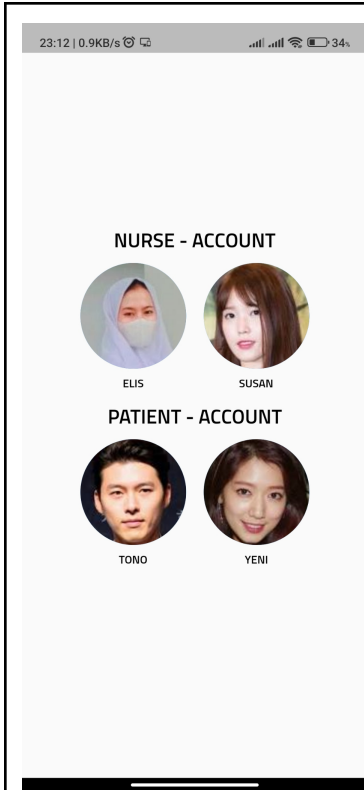 23:12 | 0.9KB/s 34%
NURSE - ACCOUNT
ELIS SUSAN
PATIENT - ACCOUNT
TONO YENI